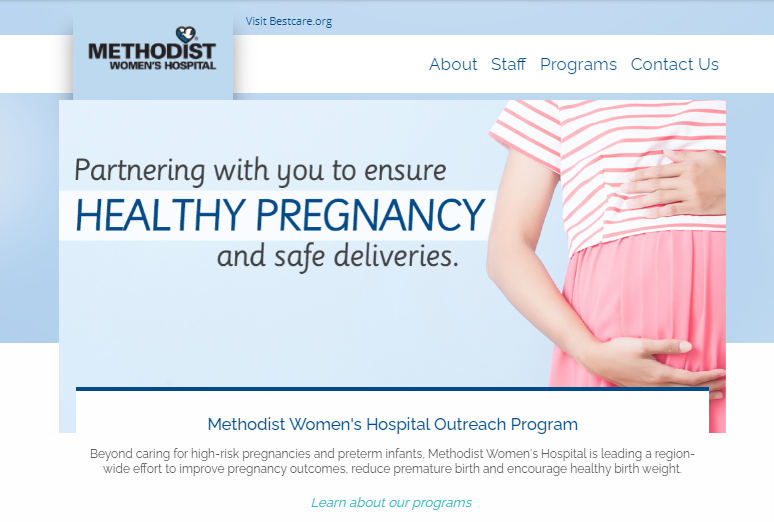 Visit Bestcare.org
METHODIST
WOMEN'S HOSPITAL
About Staff Programs Contact Us
Partnering with you to ensure
HEALTHY PREGNANCY
and safe deliveries.
Methodist Women's Hospital Outreach Program
Beyond caring for high-risk pregnancies and preterm infants, Methodist Women's Hospital is leading a region-
wide effort to improve pregnancy outcomes, reduce premature birth and encourage healthy birth weight.
Learn about our programs